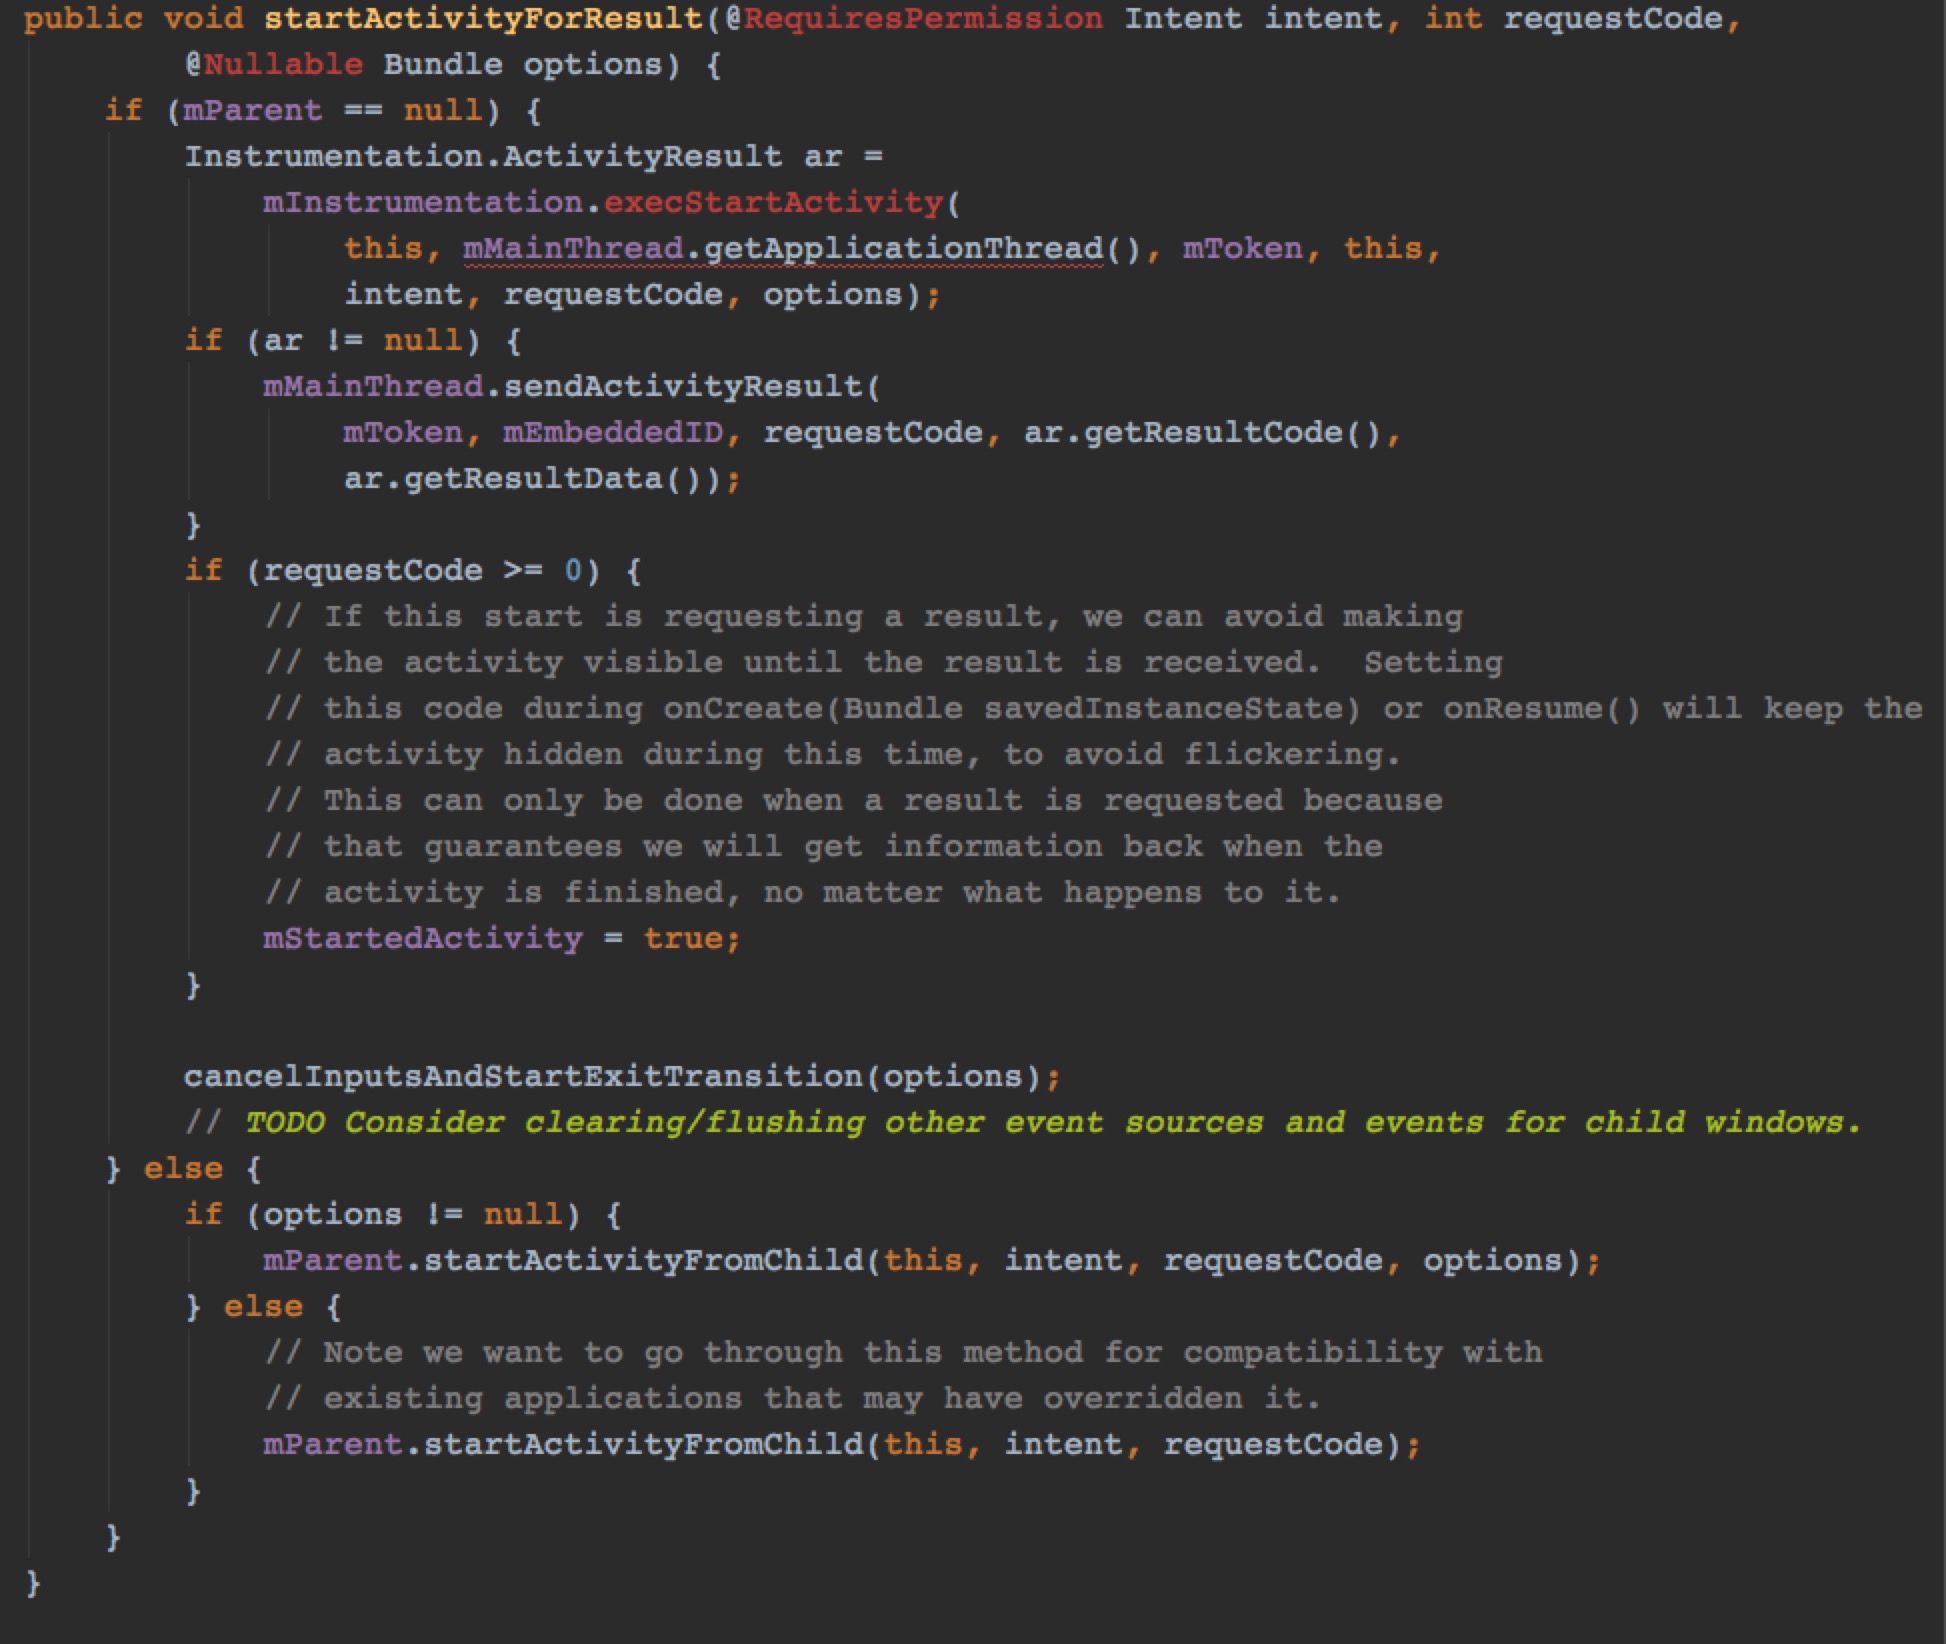 public void startActivityForResult(@RequiresPermission Intent intent, int requestCode,
        @Nullable Bundle options) {
    if (mParent == null) {
        Instrumentation.ActivityResult ar =
            mInstrumentation.execStartActivity(
                this, mMainThread.getApplicationThread(), mToken, this,
                intent, requestCode, options);
        if (ar != null) {
            mMainThread.sendActivityResult(
                mToken, mEmbeddedID, requestCode, ar.getResultCode(),
                ar.getResultData());
        }
        if (requestCode >= 0) {
            // If this start is requesting a result, we can avoid making
            // the activity visible until the result is received.  Setting
            // this code during onCreate(Bundle savedInstanceState) or onResume() will keep the
            // activity hidden during this time, to avoid flickering.
            // This can only be done when a result is requested because
            // that guarantees we will get information back when the
            // activity is finished, no matter what happens to it.
            mStartedActivity = true;
        }

        cancelInputsAndStartExitTransition(options);
        // TODO Consider clearing/flushing other event sources and events for child windows.
    } else {
        if (options != null) {
            mParent.startActivityFromChild(this, intent, requestCode, options);
        } else {
            // Note we want to go through this method for compatibility with
            // existing applications that may have overridden it.
            mParent.startActivityFromChild(this, intent, requestCode);
        }
    }
}